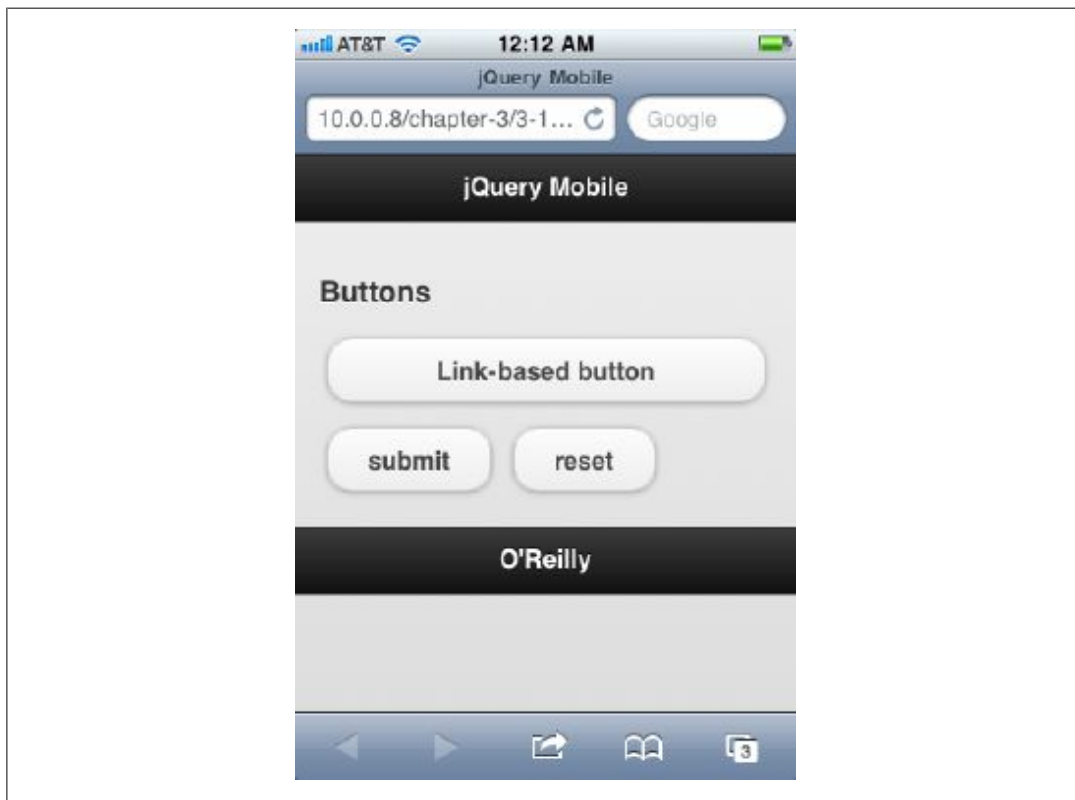 AT&T 12:12 AM
jQuery Mobile
10.0.0.8/chapter-3/3-1... Google
jQuery Mobile
Buttons
Link-based button
submit reset
O'Reilly
3